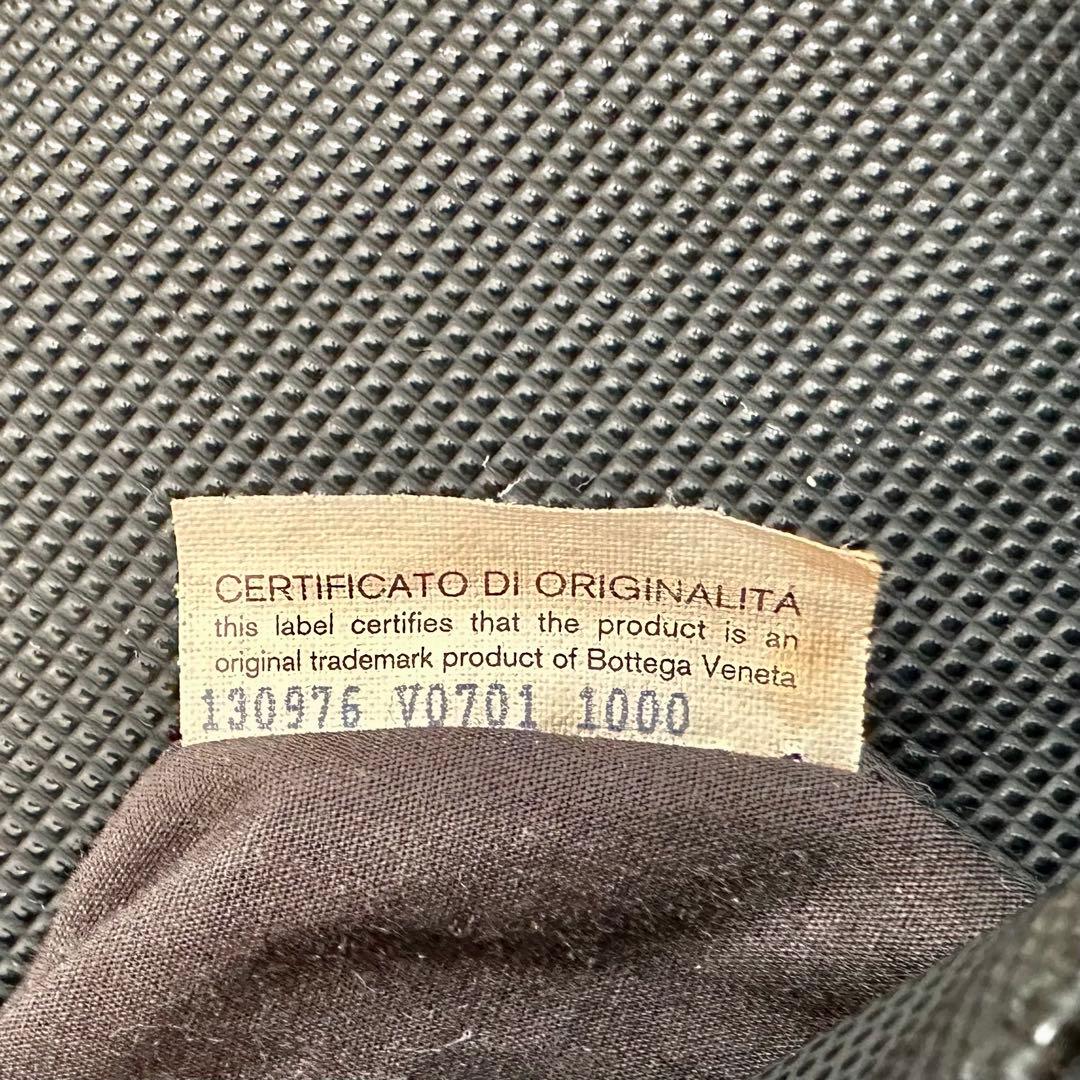 CERTIFICATO DI ORIGINALITÁ
this label certifies that the product is an
original trademark product of Bottega Veneta
130976 V0701 1000